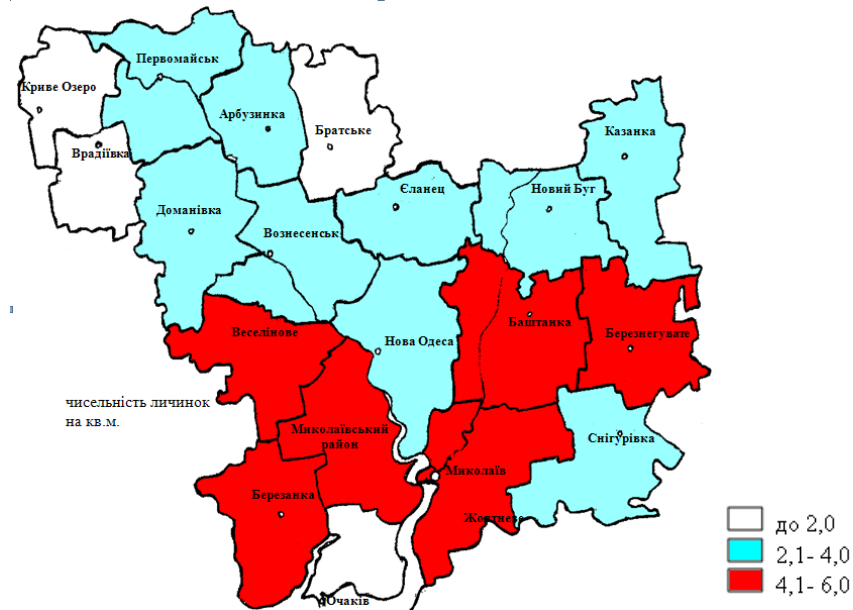 Первомайськ
Криве Озеро
Арбузинка
Братське
Казанка
Врадіївка
Єланец
Новий Буг
Доманівка
Вознесенськ
Веселінове
Нова Одеса
Баштанка
Березнегувате
чисельність личинок
на кв.м.
Миколаївський
район
Снігурівка
Миколаїв
Березанка
Жовтневе
Очаків
до 2,0
2,1- 4,0
4,1- 6,0